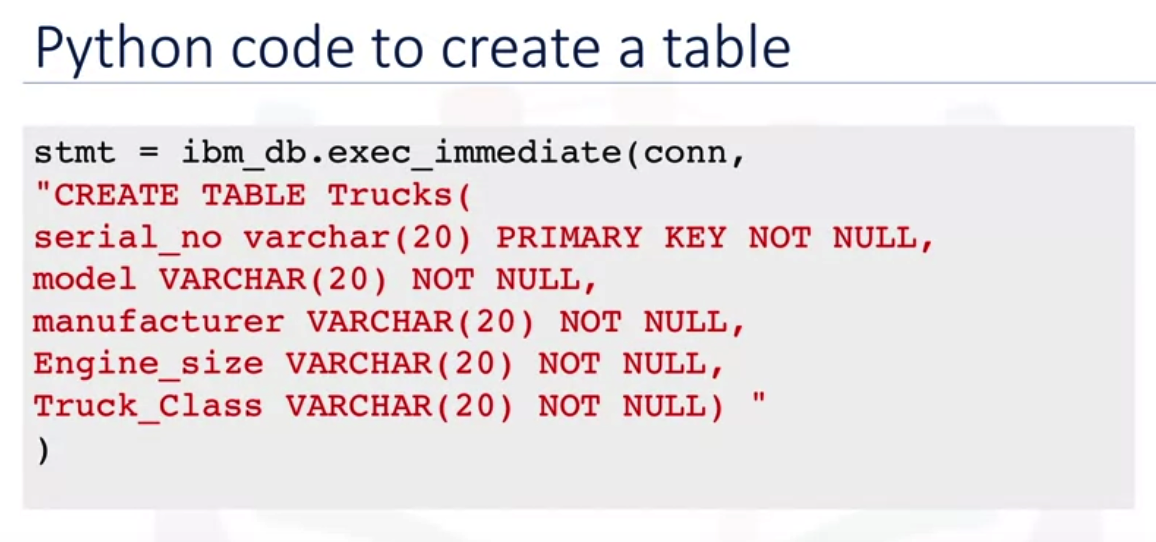 Python code to create a table
stmt = ibm_db.exec_immediate(conn,
"CREATE TABLE Trucks(
serial_no varchar(20) PRIMARY KEY NOT NULL,
model VARCHAR(20) NOT NULL,
manufacturer VARCHAR(20) NOT NULL,
Engine_size VARCHAR(20) NOT NULL,
Truck_Class VARCHAR(20) NOT NULL) "
)